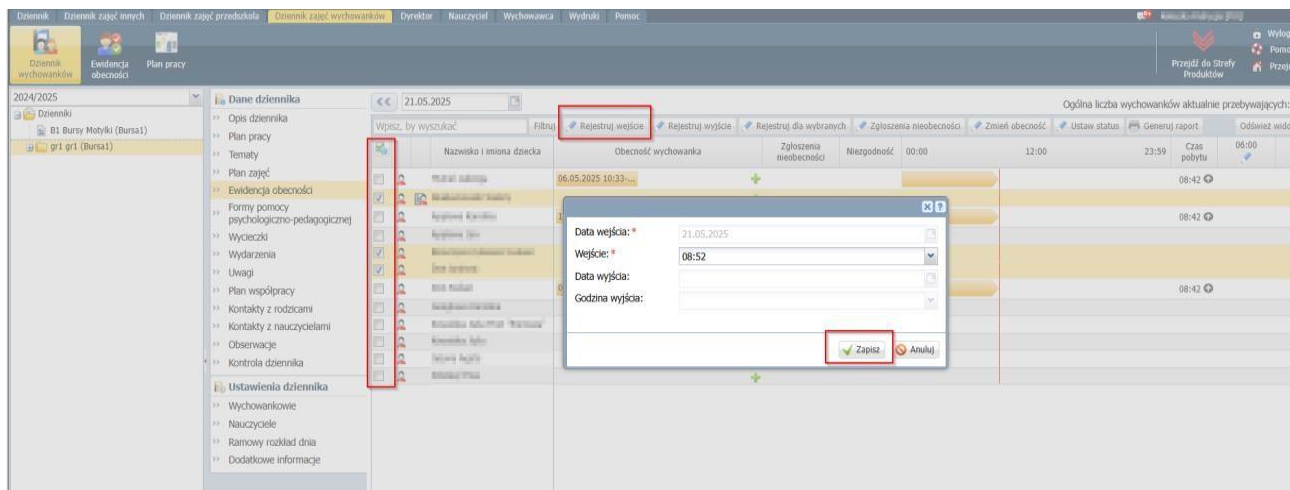 Dziennik Dziennik zajęć innych Dziennik zajęć przedszkola Dziennik zajęć wychowanków Dyrektor Nauczyciel Wychowawca Wydruki Pomoc
Dziennik wychowanków
Ewidencja obecności
Plan pracy
Przejdź do Strefy Produktów
2024/2025
Dzienniki
B1 Bursy Motylki (Bursa1)
gr1 gr1 (Bursa1)
Dane dziennika
Opis dziennika
Plan pracy
Tematy
Plan zajęć
Ewidencja obecności
Formy pomocy
psychologiczno-pedagogicznej
Wycieczki
Wydarzenia
Uwagi
Plan współpracy
Kontakty z rodzicami
Kontakty z nauczycielami
Obserwacje
Kontrola dziennika
Ustawienia dziennika
Wychowankowie
Nauczyciele
Ramowy rozkład dnia
Dodatkowe informacje
21.05.2025
Ogólna liczba wychowanków aktualnie przebywających:
Wpisz, by wyszukać Filtruj Rejestruj wejście Rejestruj wyjście Rejestruj dla wybranych Zgłoszenia nieobecności Zmień obecność Ustaw status Generuj raport Odśwież
Nazwisko i imiona dziecka Obecność wychowanka Zgłoszenia nieobecności Niezgodność 00:00 12:00 23:59 Czas pobytu 06:00
06.05.2025 10:33-... 08:42
08:42
08:42
Data wejścia: * 21.05.2025
Wejście: * 08:52
Data wyjścia:
Godzina wyjścia:
Zapisz Anuluj